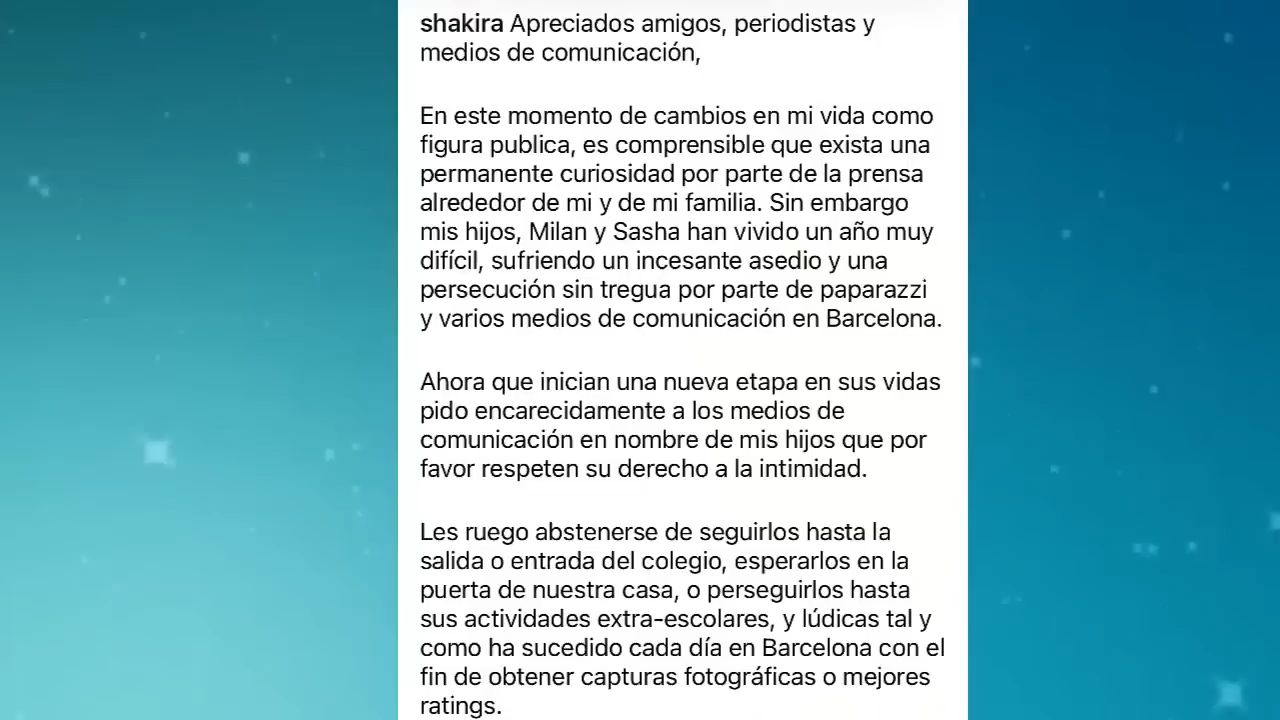 shakira Apreciados amigos, periodistas y
medios de comunicación,
En este momento de cambios en mi vida como
figura publica, es comprensible que exista una
permanente curiosidad por parte de la prensa
alrededor de mi y de mi familia. Sin embargo
mis hijos, Milan y Sasha han vivido un año muy
difícil, sufriendo un incesante asedio y una
persecución sin tregua por parte de paparazzi
y varios medios de comunicación en Barcelona.
Ahora que inician una nueva etapa en sus vidas
pido encarecidamente a los medios de
comunicación en nombre de mis hijos que por
favor respeten su derecho a la intimidad.
Les ruego abstenerse de seguirlos hasta la
salida o entrada del colegio, esperarlos en la
puerta de nuestra casa, o perseguirlos hasta
sus actividades extra-escolares, y lúdicas tal y
como ha sucedido cada día en Barcelona con el
fin de obtener capturas fotográficas o mejores
ratings.